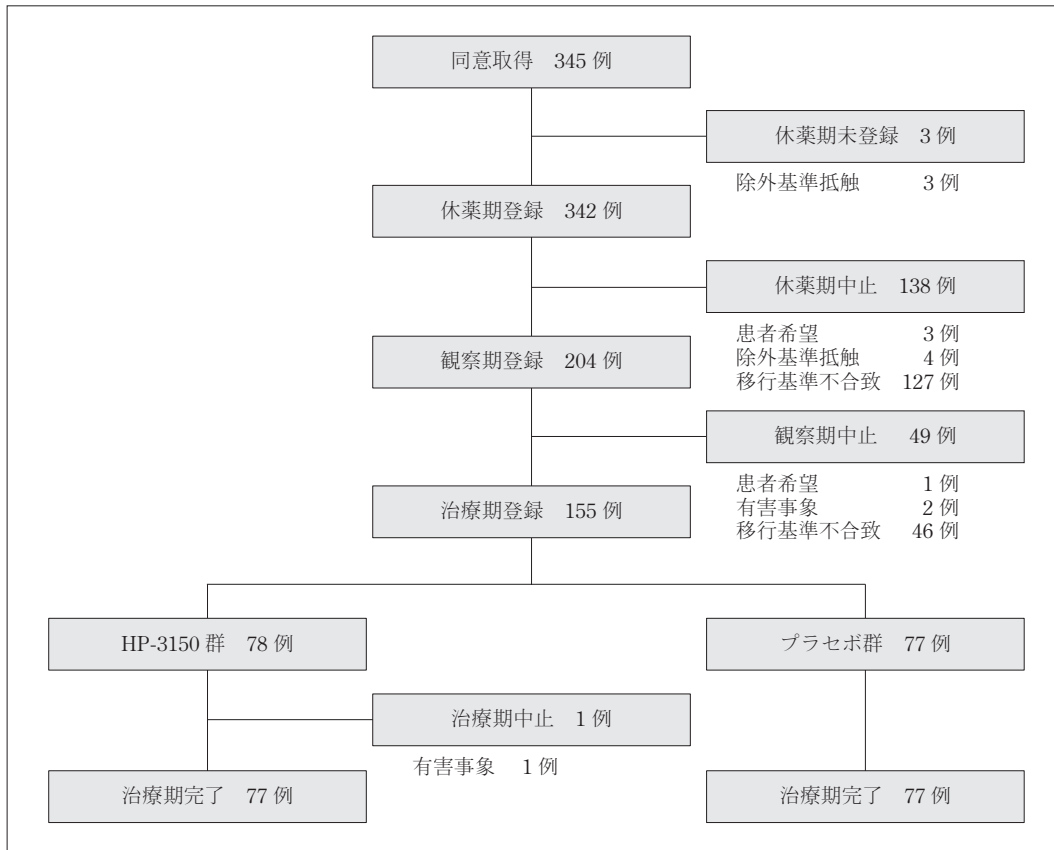 同意取得 345 例
休薬期未登録 3 例
除外基準抵触 3 例
休薬期登録 342 例
休薬期中止 138 例
患者希望 3 例
除外基準抵触 4 例
移行基準不合致 127 例
観察期登録 204 例
観察期中止 49 例
患者希望 1 例
有害事象 2 例
移行基準不合致 46 例
治療期登録 155 例
HP-3150 群 78 例
プラセボ群 77 例
治療期中止 1 例
有害事象 1 例
治療期完了 77 例
治療期完了 77 例